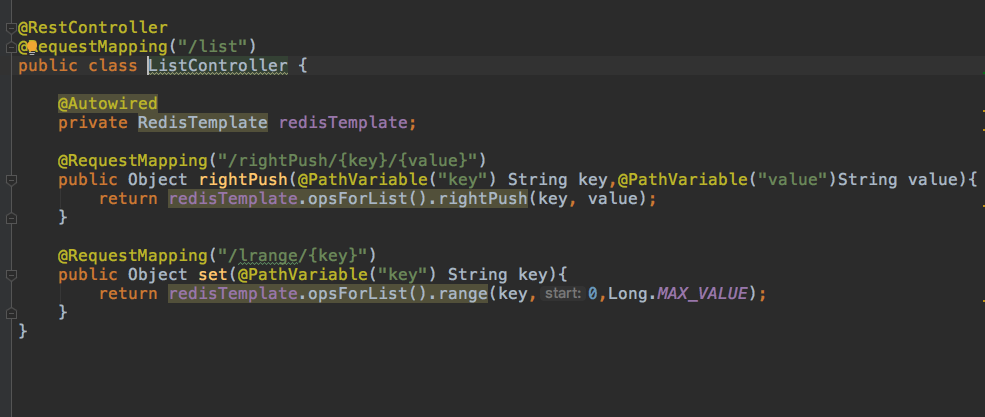 @RestController
@RequestMapping("/list")
public class ListController {
@Autowired
private RedisTemplate redisTemplate;
@RequestMapping("/rightPush/{key}/{value}")
public Object rightPush(@PathVariable("key") String key,@PathVariable("value")String value){
return redisTemplate.opsForList().rightPush(key, value);
}
@RequestMapping("/lrange/{key}")
public Object set(@PathVariable("key") String key){
return redisTemplate.opsForList().range(key, start: 0,Long.MAX_VALUE);
}
}